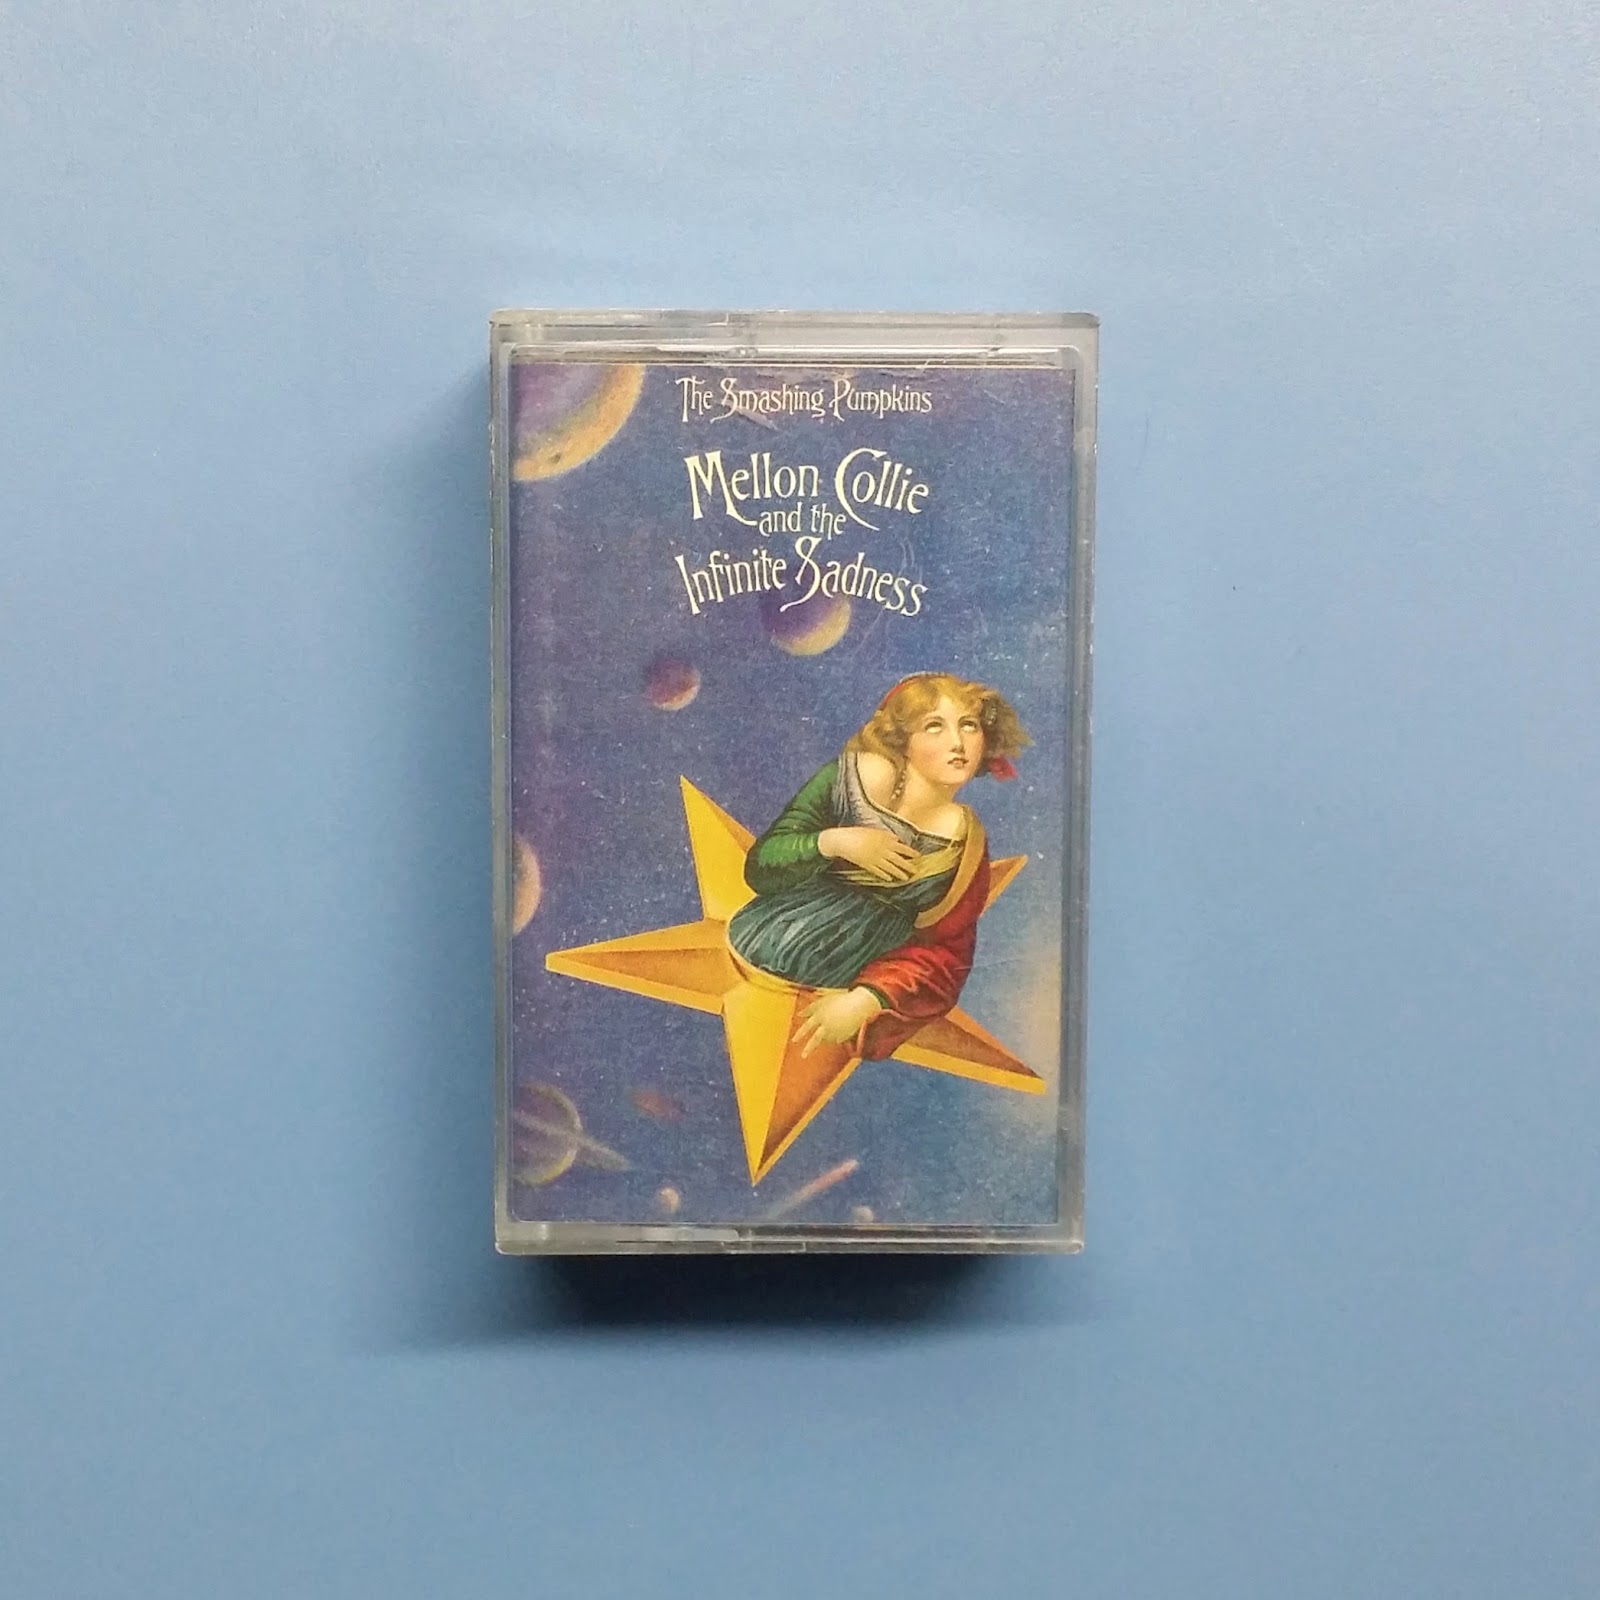 The Smashing Pumpkins
Mellon Collie
and the
Infinite Sadness